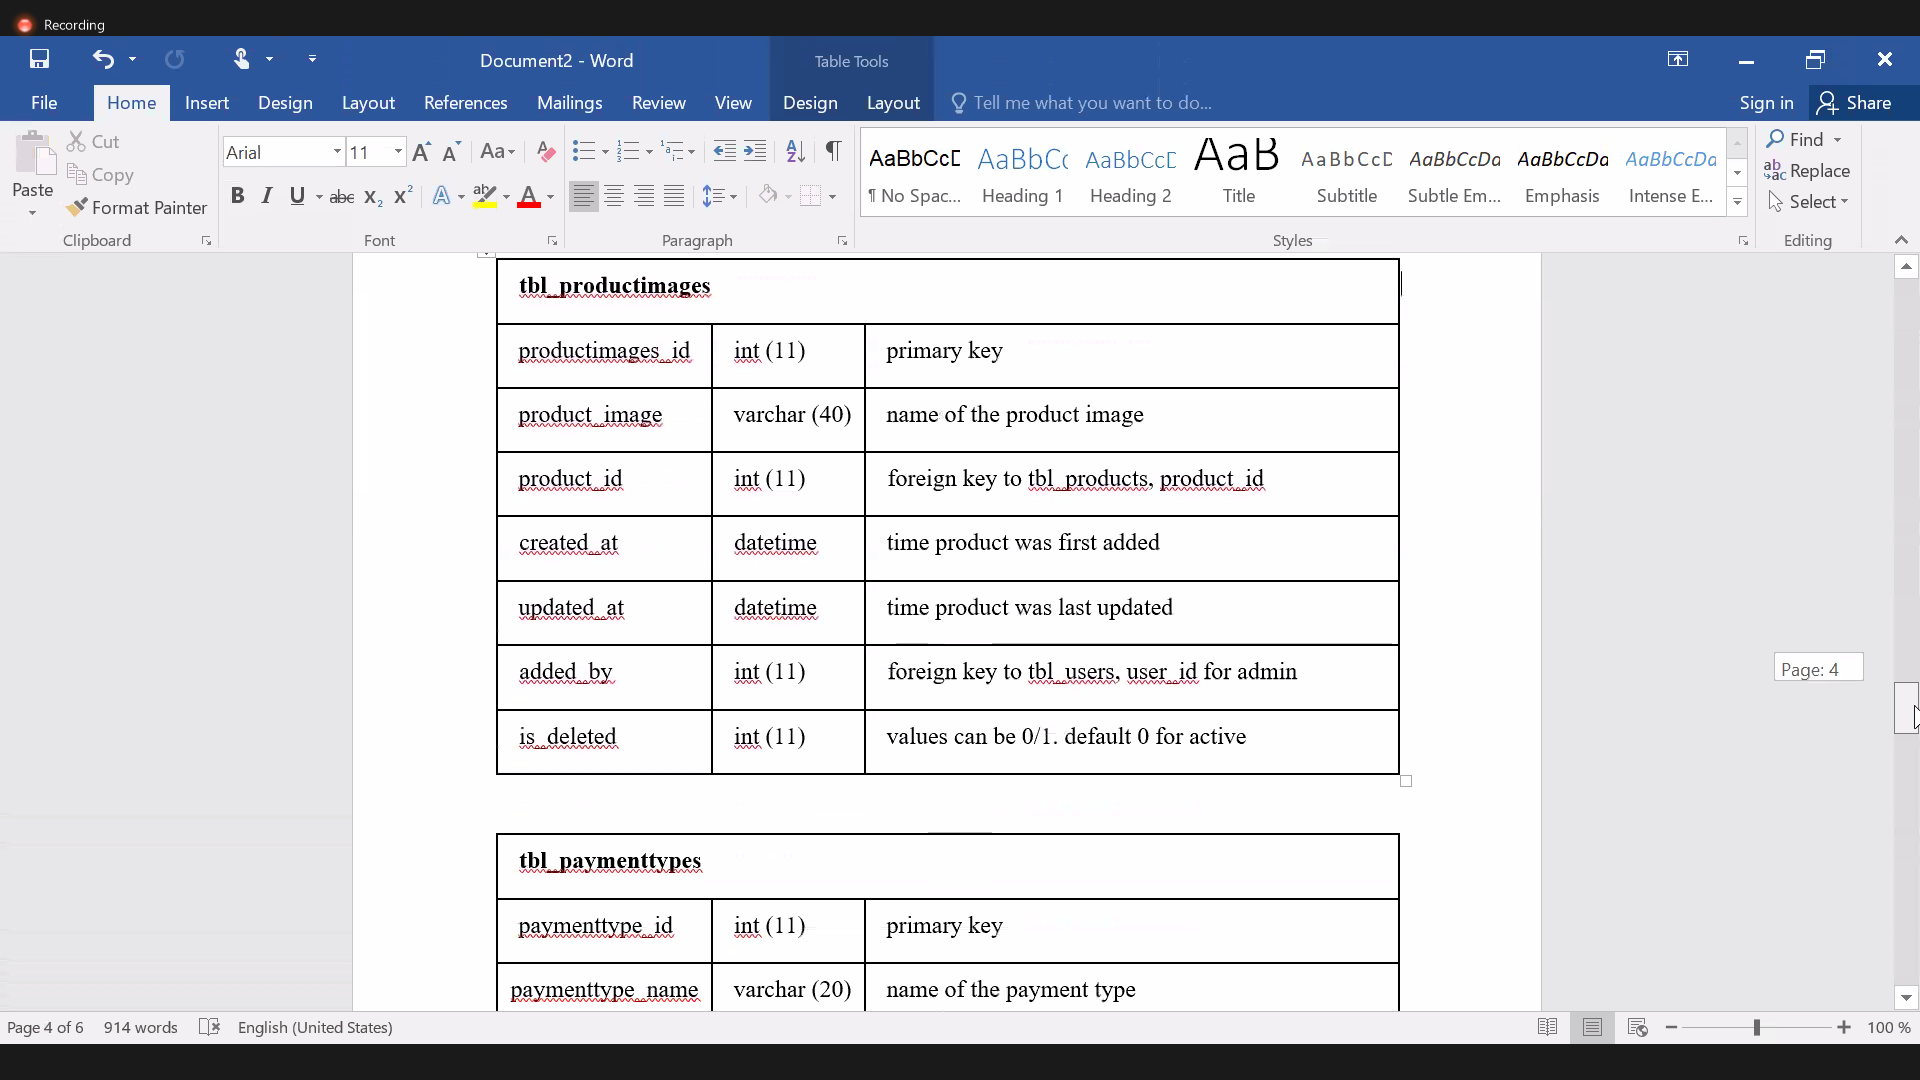 Recording
Document2 - Word
Table Tools
File
Home
Insert
Design
Layout
References
Mailings
Review
View
Design
Layout
Tell me what you want to do...
Sign in
Share
Paste
Cut
Copy
Format Painter
Clipboard
Arial
11
Font
Paragraph
AaBbCcD
¶ No Spac...
AaBbCc
Heading 1
AaBbCcD
Heading 2
AaB
Title
AaBbCcD
Subtitle
AaBbCcDd
Subtle Em...
AaBbCcDd
Emphasis
AaBbCcDd
Intense E...
Styles
Find
Replace
Select
Editing
tbl_productimages
productimages_id int (11) primary key
product_image varchar (40) name of the product image
product_id int (11) foreign key to tbl_products, product_id
created_at datetime time product was first added
updated_at datetime time product was last updated
added_by int (11) foreign key to tbl_users, user_id for admin
is_deleted int (11) values can be 0/1. default 0 for active
tbl_paymenttypes
paymenttype_id int (11) primary key
paymenttype_name varchar (20) name of the payment type
Page: 4
Page 4 of 6 914 words English (United States) 100 %